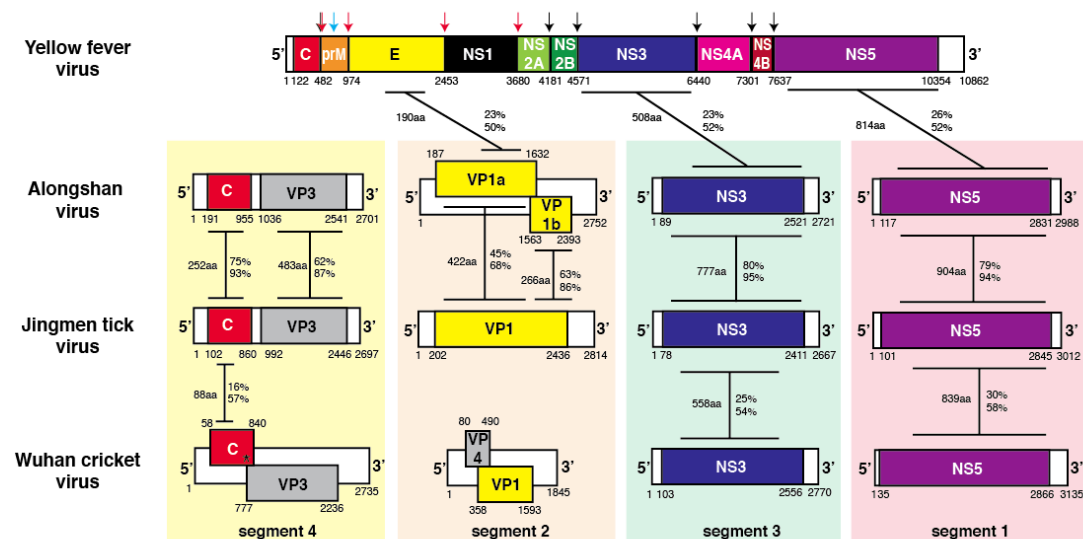 Yellow fever virus
5’ C prM E NS1 NS 2A NS 2B NS3 NS4A NS 4B NS5 3’
1 122 482 974 2453 3680 4181 4571 6440 7301 7637 10354 10862
190aa 23% 50%
508aa 23% 52%
814aa 26% 52%
Alongshan virus
5’ C VP3 3’
1 191 955 1036 2541 2701
187 1632
5’ VP1a VP 1b 3’
1 2752
1563 2393
5’ NS3 3’
1 89 2521 2721
5’ NS5 3’
1 117 2831 2988
252aa 75% 93%
483aa 62% 87%
422aa 45% 68%
266aa 63% 86%
777aa 80% 95%
904aa 79% 94%
Jingmen tick virus
5’ C VP3 3’
1 102 860 992 2446 2697
5’ VP1 3’
1 202 2436 2814
5’ NS3 3’
1 78 2411 2667
5’ NS5 3’
1 101 2845 3012
88aa 16% 57%
558aa 25% 54%
839aa 30% 58%
Wuhan cricket virus
58 840
5’ C * VP3 3’
1 2735
777 2236
80 490
5’ VP 4 VP1 3’
1 1845
358 1593
5’ NS3 3’
1 103 2556 2770
5’ NS5 3’
135 2866 3135
segment 4
segment 2
segment 3
segment 1